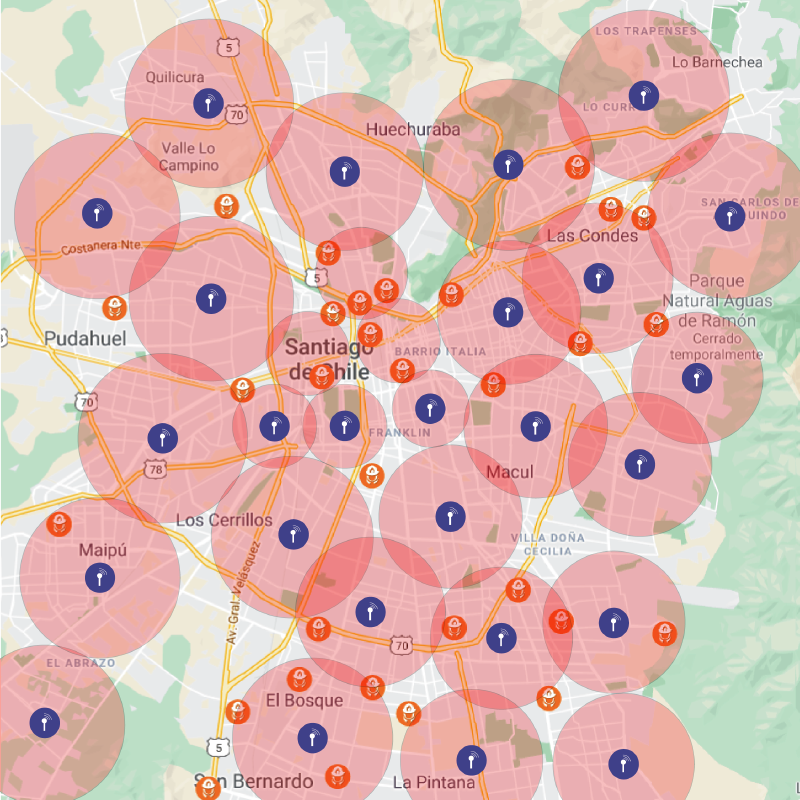 LOS TRAPENSES
5
Lo Barnechea
Quilicura
LO CURR
70
Huechuraba
Valle Lo
Campino
SAN CARLOS DE
UINDO
Las Condes
Costanera Nte.
5
Parque
Natural Aguas
de Ramón
Cerrado
temporalmente
Pudahuel
Santiago
de Chile
BARRIO ITALIA
70
FRANKLIN
78
Macul
Los Cerrillos
VILLA DOÑA
CECILIA
Maipú
Av. Gral. Velásquez
70
EL ABRAZO
El Bosque
5
San Bernardo
La Pintana